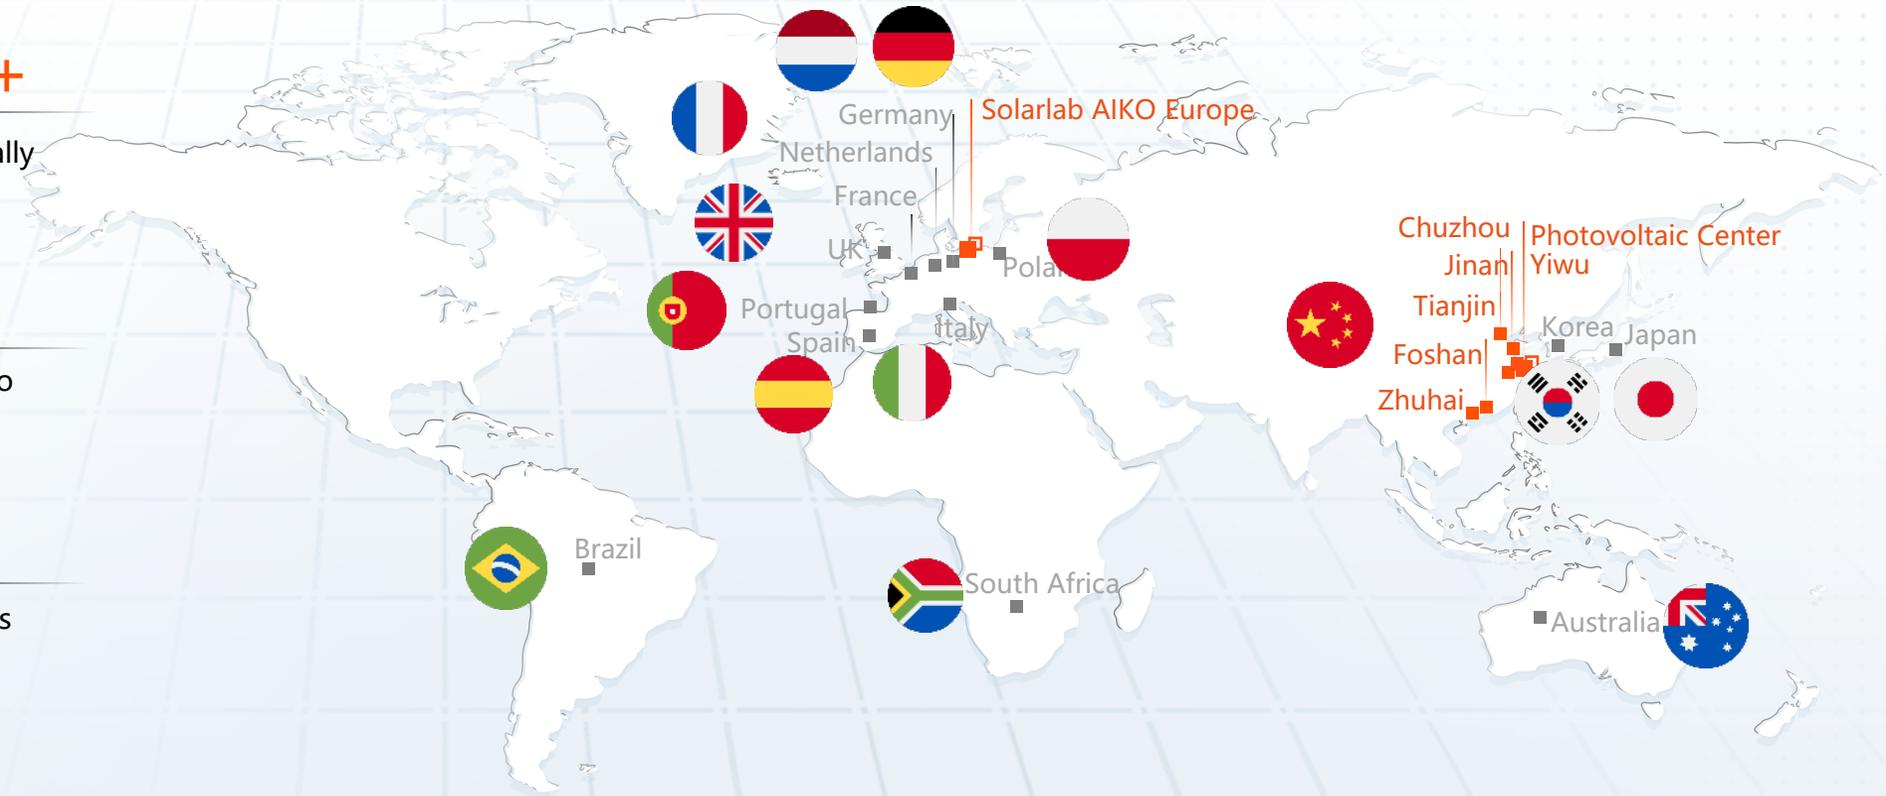 +
Germany
Solarlab AIKO Europe
ally
Netherlands
France
UK
Chuzhou
Photovoltaic Center
Jinan
Yiwu
Tianjin
Portugal
Italy
Korea
Japan
Spain
Foshan
o
Zhuhai
Brazil
South Africa
s
Australia